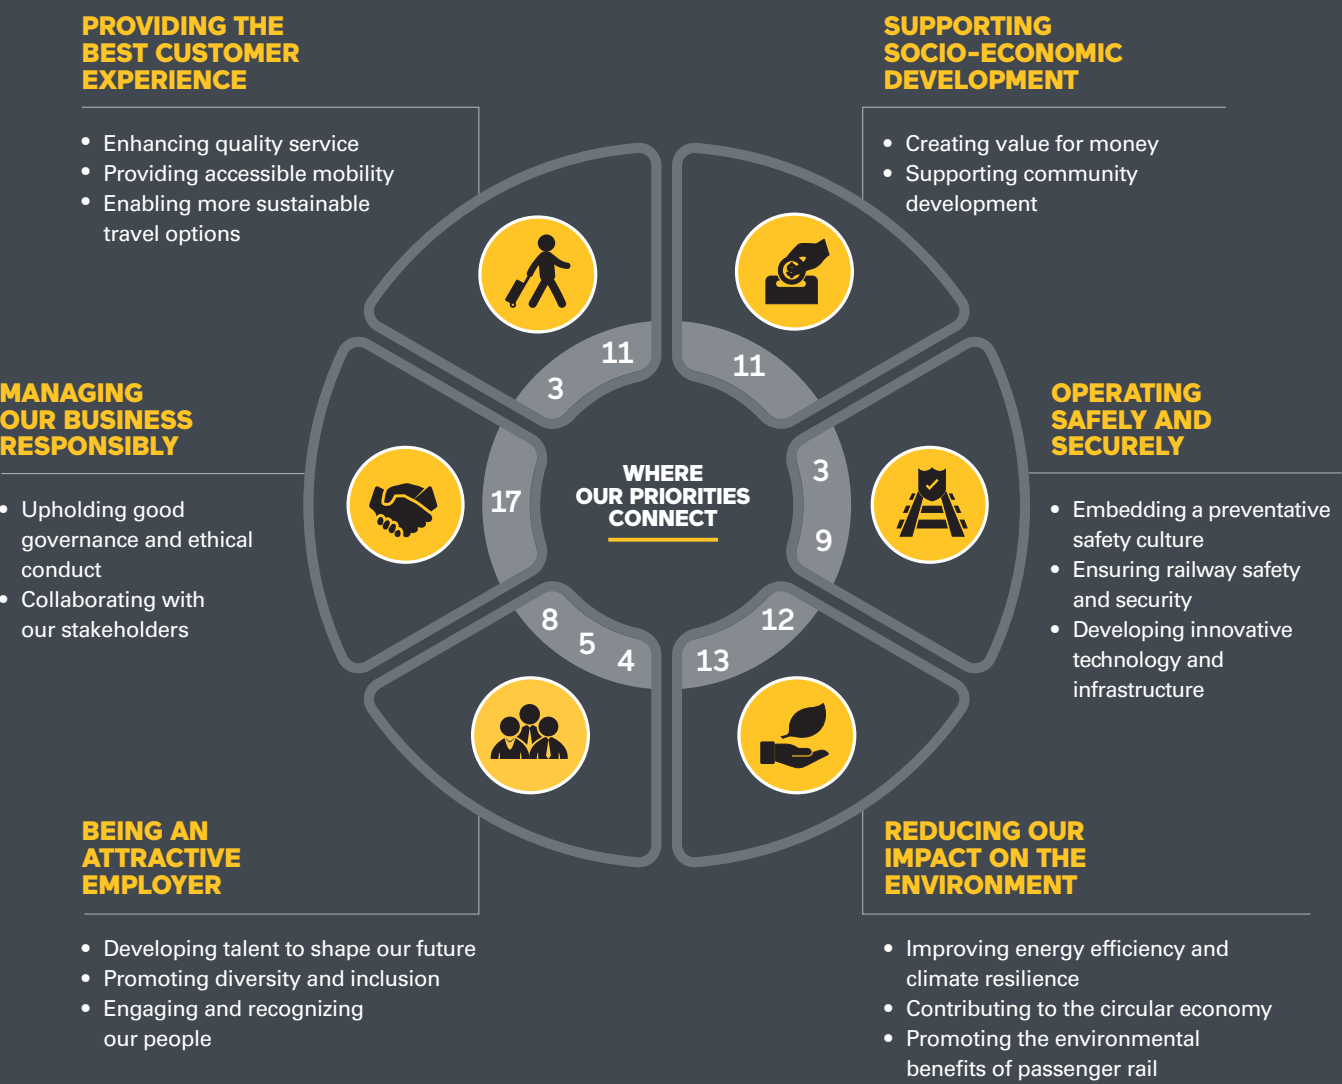 PROVIDING THE
BEST CUSTOMER
EXPERIENCE
• Enhancing quality service
• Providing accessible mobility
• Enabling more sustainable
travel options
SUPPORTING
SOCIO-ECONOMIC
DEVELOPMENT
• Creating value for money
• Supporting community
development
11
3
11
MANAGING
OUR BUSINESS
RESPONSIBLY
• Upholding good
governance and ethical
conduct
• Collaborating with
our stakeholders
17
WHERE
OUR PRIORITIES
CONNECT
3
9
OPERATING
SAFELY AND
SECURELY
• Embedding a preventative
safety culture
• Ensuring railway safety
and security
• Developing innovative
technology and
infrastructure
8
5
4
12
13
BEING AN
ATTRACTIVE
EMPLOYER
• Developing talent to shape our future
• Promoting diversity and inclusion
• Engaging and recognizing
our people
REDUCING OUR
IMPACT ON THE
ENVIRONMENT
• Improving energy efficiency and
climate resilience
• Contributing to the circular economy
• Promoting the environmental
benefits of passenger rail